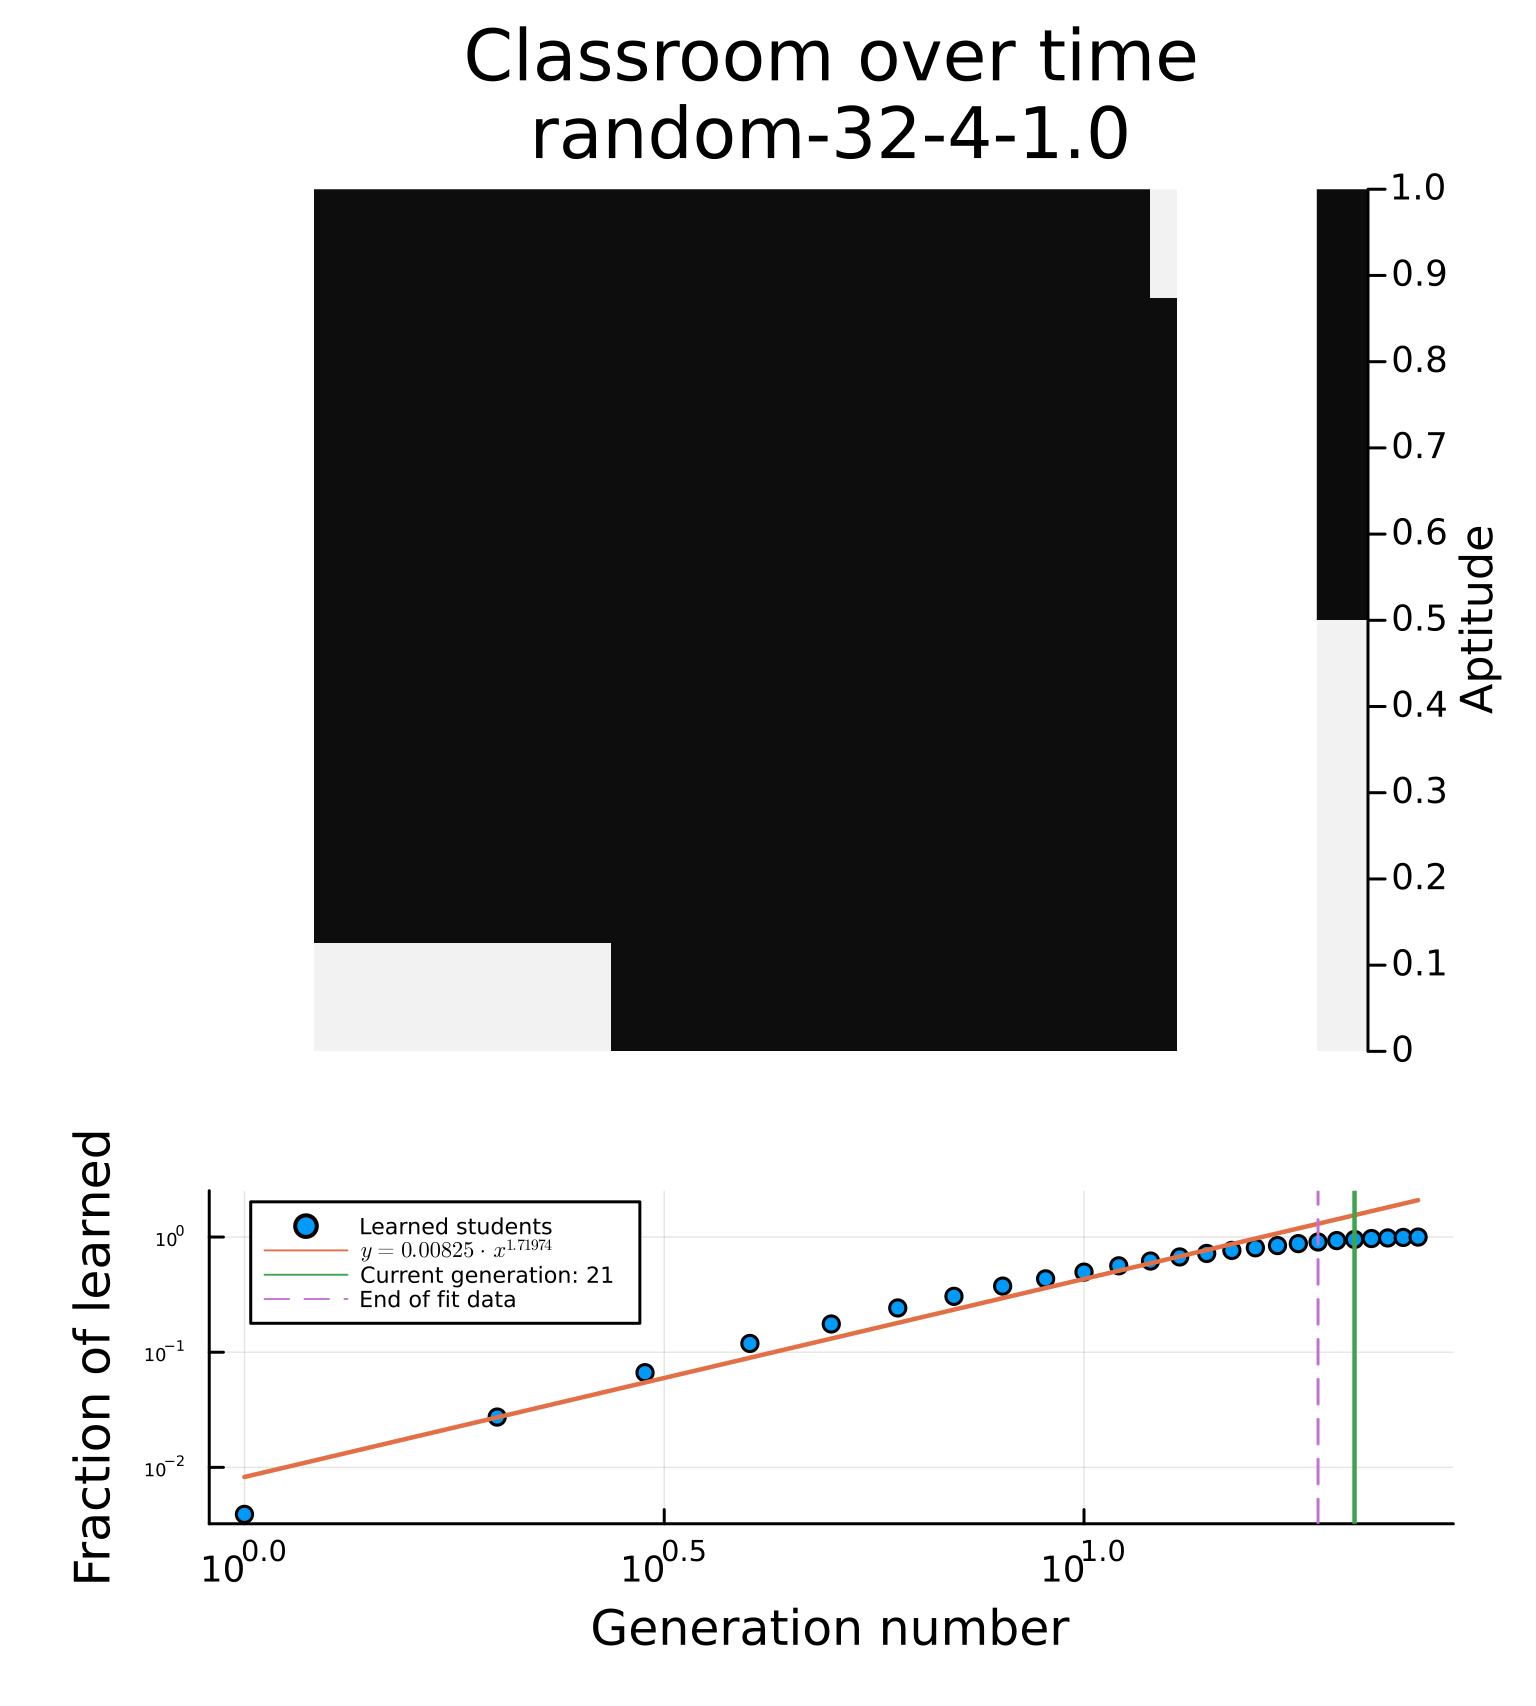 Classroom over time
random-32-4-1.0
1.0
0.9
0.8
0.7
0.6
0.5
0.4
0.3
0.2
0.1
0
Aptitude
Fraction of learned
10⁰
10⁻¹
10⁻²
Learned students
y = 0.00825 · x^1.71974
Current generation: 21
End of fit data
10^0.0
10^0.5
10^1.0
Generation number